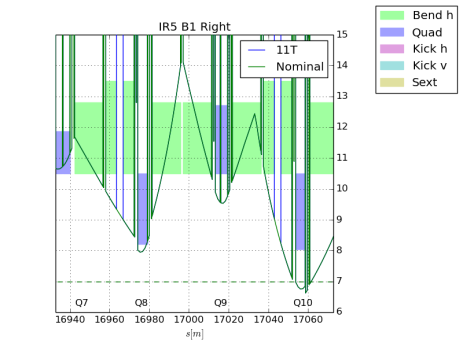 IR5 B1 Right
11T
Nominal
Bend h
Quad
Kick h
Kick v
Sext
15
14
13
12
11
10
9
8
7
6
Q7 Q8 Q9 Q10
16940 16960 16980 17000 17020 17040 17060
s[m]